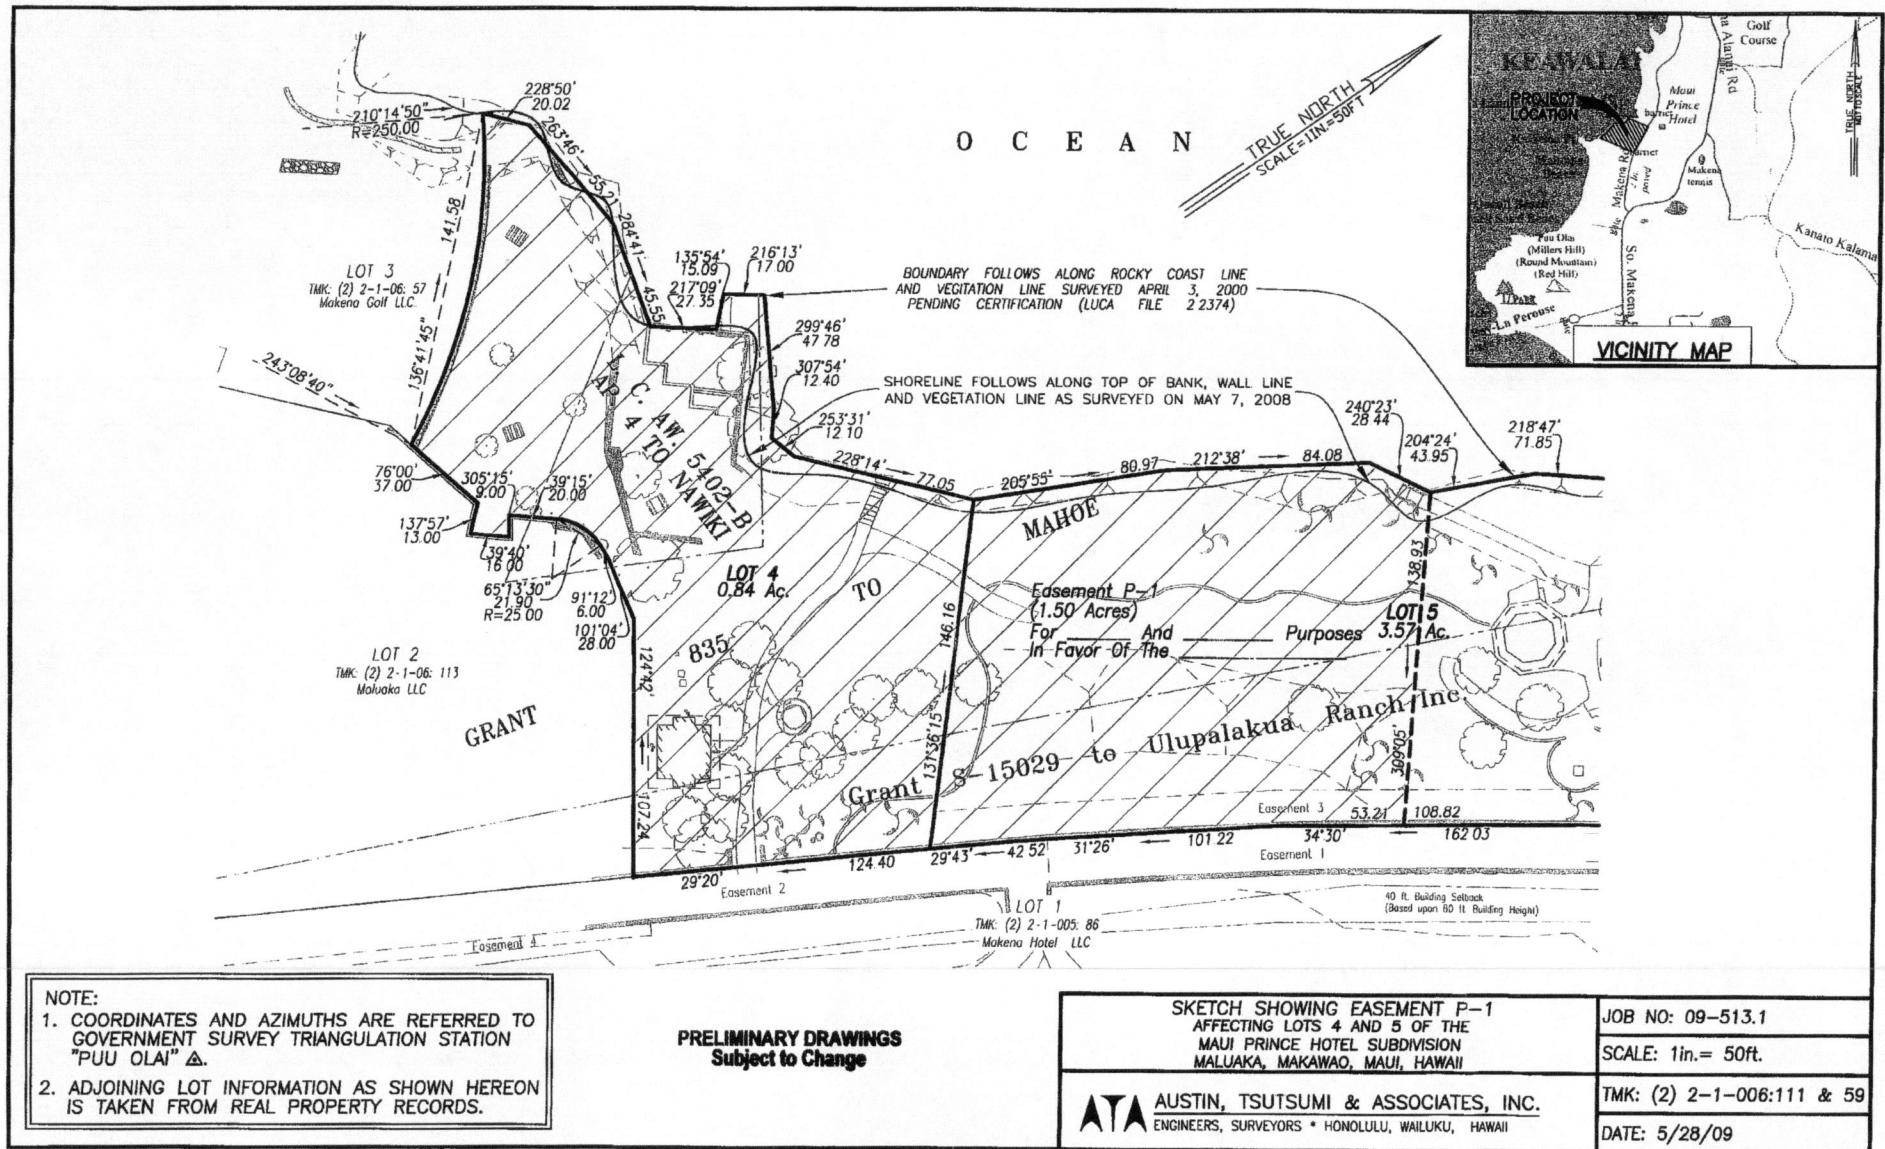 OCEAN
TRUE NORTH
SCALE=1IN.=50FT
228°50'
20.02
210°14'50"
R=250.00
263°46'
55.21
284°41'
45.55
135°54'
15.09
217°09'
27.35
216°13'
17.00
299°46'
47.78
307°54'
12.40
253°31'
12.10
BOUNDARY FOLLOWS ALONG ROCKY COAST LINE
AND VEGITATION LINE SURVEYED APRIL 3, 2000
PENDING CERTIFICATION (LUCA FILE 2 2374)
SHORELINE FOLLOWS ALONG TOP OF BANK, WALL LINE
AND VEGETATION LINE AS SURVEYED ON MAY 7, 2008
240°23'
28 44
204°24'
43.95
218°47'
71.85
228°14'
77.05
205°55'
80.97
212°38'
84.08
141.58
136°41'45"
LOT 3
TMK: (2) 2-1-06: 57
Makena Golf LLC.
243°08'40"
76°00'
37.00
305°15'
9.00
39°15'
20.00
137°57'
13.00
39°40'
16 00
65°13'30"
21.90
R=25 00
91°12'
6.00
101°04'
28.00
L. C. AW. 5402-B
AP. 4 TO NAWIKI
LOT 4
0.84 Ac.
MAHOE
TO
835
GRANT
LOT 2
TMK: (2) 2-1-06: 113
Maluaka LLC
124°42'
107.24
146.16
131°36'15"
Easement P-1
(1.50 Acres)
For ______ And ________ Purposes
In Favor Of The ______________
LOT 5
3.57 Ac.
138.93
309°05'
Grant S-15029 to Ulupalakua Ranch Inc.
Easement 3
53.21
108.82
29°20'
124.40
29°43'
42 52
31°26'
101.22
34°30'
162 03
Easement 1
Easement 2
Easement 4
LOT 1
TMK: (2) 2-1-005: 86
Makena Hotel LLC
40 ft. Building Setback
(Based upon 80 ft Building Height)
KEAWALAI
PROJECT
LOCATION
Golf
Course
Maui
Prince
Hotel
Makena
tennis
Puu Olai
(Millers Hill)
(Round Mountain)
(Red Hill)
PARK
La Perouse
So. Makena
Kanaio Kalama
TRUE NORTH
NOT TO SCALE
VICINITY MAP
NOTE:
1. COORDINATES AND AZIMUTHS ARE REFERRED TO
GOVERNMENT SURVEY TRIANGULATION STATION
"PUU OLAI" .
2. ADJOINING LOT INFORMATION AS SHOWN HEREON
IS TAKEN FROM REAL PROPERTY RECORDS.
PRELIMINARY DRAWINGS
Subject to Change
SKETCH SHOWING EASEMENT P-1
AFFECTING LOTS 4 AND 5 OF THE
MAUI PRINCE HOTEL SUBDIVISION
MALUAKA, MAKAWAO, MAUI, HAWAII
ATA AUSTIN, TSUTSUMI & ASSOCIATES, INC.
ENGINEERS, SURVEYORS * HONOLULU, WAILUKU, HAWAII
JOB NO: 09-513.1
SCALE: 1in.= 50ft.
TMK: (2) 2-1-006:111 & 59
DATE: 5/28/09